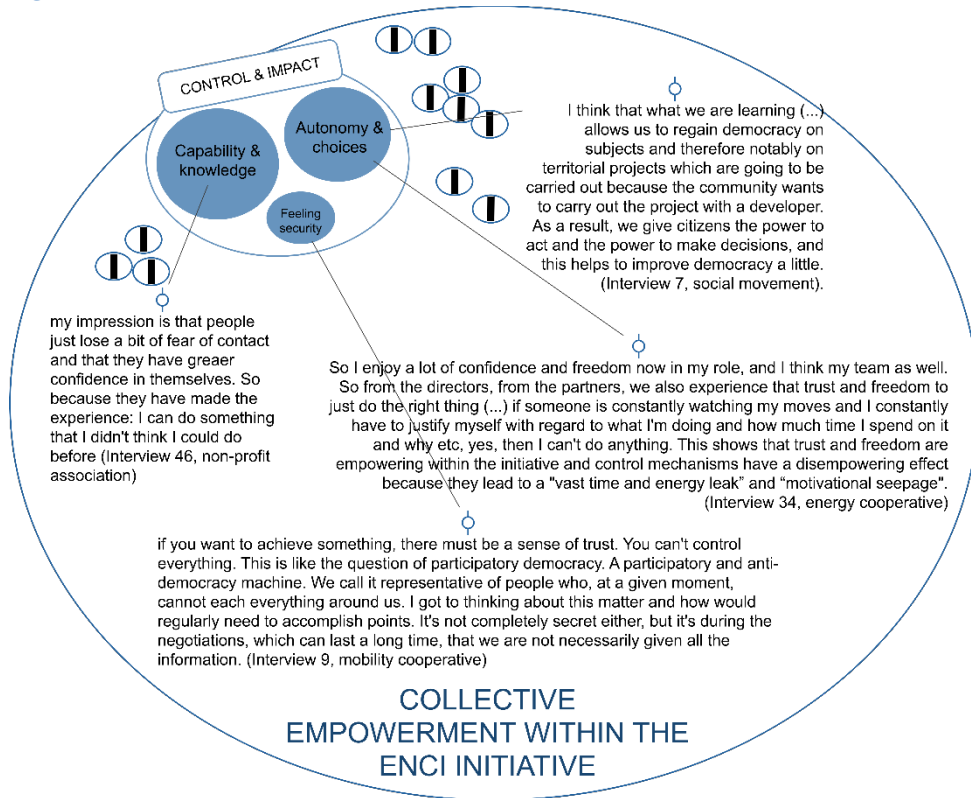 CONTROL & IMPACT
Capability &
knowledge
Autonomy &
choices
Feeling
security
I think that what we are learning (...)
allows us to regain democracy on
subjects and therefore notably on
territorial projects which are going to be
carried out because the community wants
to carry out the project with a developer.
As a result, we give citizens the power to
act and the power to make decisions, and
this helps to improve democracy a little.
(Interview 7, social movement).
my impression is that people
just lose a bit of fear of contact
and that they have greaer
confidence in themselves. So
because they have made the
experience: I can do something
that I didn't think I could do
before (Interview 46, non-profit
association)
So I enjoy a lot of confidence and freedom now in my role, and I think my team as well.
So from the directors, from the partners, we also experience that trust and freedom to
just do the right thing (...) if someone is constantly watching my moves and I constantly
have to justify myself with regard to what I'm doing and how much time I spend on it
and why etc, yes, then I can't do anything. This shows that trust and freedom are
empowering within the initiative and control mechanisms have a disempowering effect
because they lead to a "vast time and energy leak” and “motivational seepage".
(Interview 34, energy cooperative)
if you want to achieve something, there must be a sense of trust. You can't control
everything. This is like the question of participatory democracy. A participatory and anti-
democracy machine. We call it representative of people who, at a given moment,
cannot each everything around us. I got to thinking about this matter and how would
regularly need to accomplish points. It's not completely secret either, but it's during the
negotiations, which can last a long time, that we are not necessarily given all the
information. (Interview 9, mobility cooperative)
COLLECTIVE
EMPOWERMENT WITHIN THE
ENCI INITIATIVE